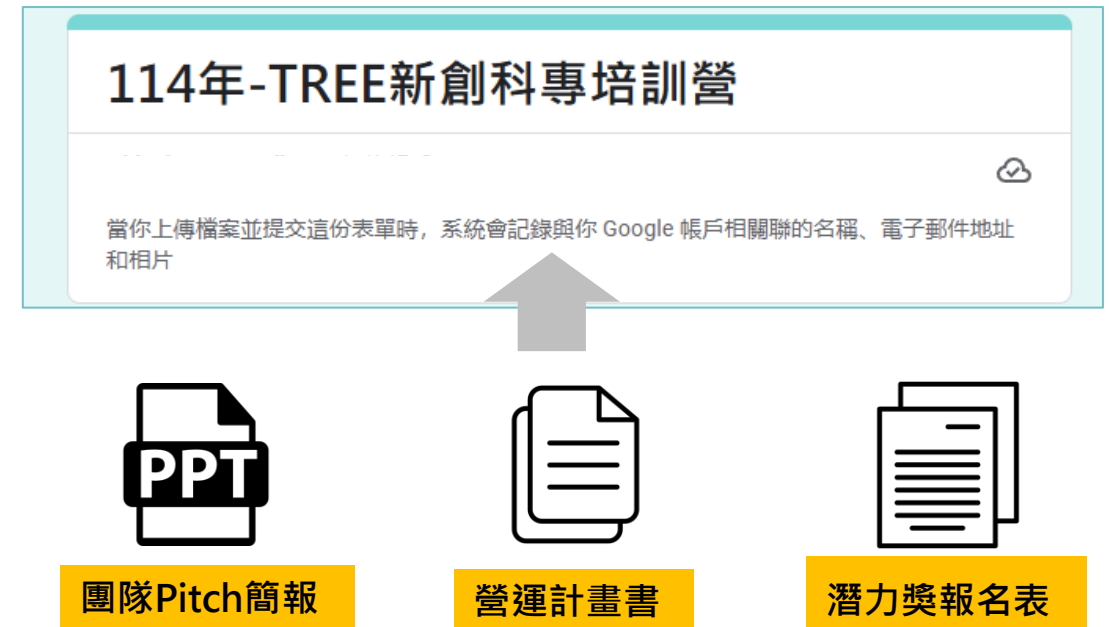 114年-TREE新創科專培訓營
當你上傳檔案並提交這份表單時，系統會記錄與你 Google 帳戶相關聯的名稱、電子郵件地址
和相片
PPT
團隊Pitch簡報
營運計畫書
潛力獎報名表